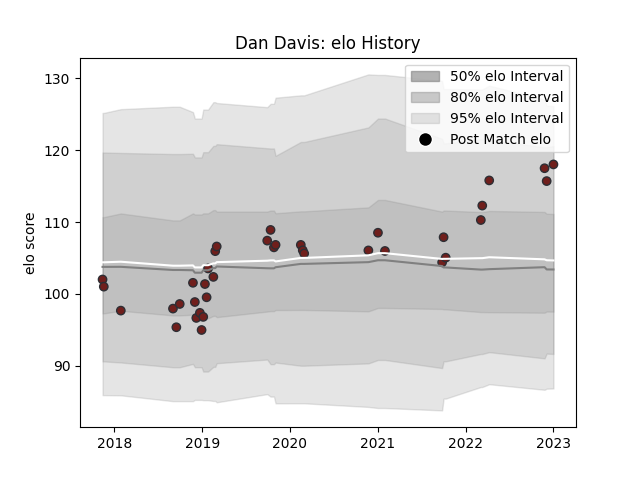 Dan Davis: elo History
130
120
110
100
90
elo score
50% elo Interval
80% elo Interval
95% elo Interval
Post Match elo
2018
2019
2020
2021
2022
2023